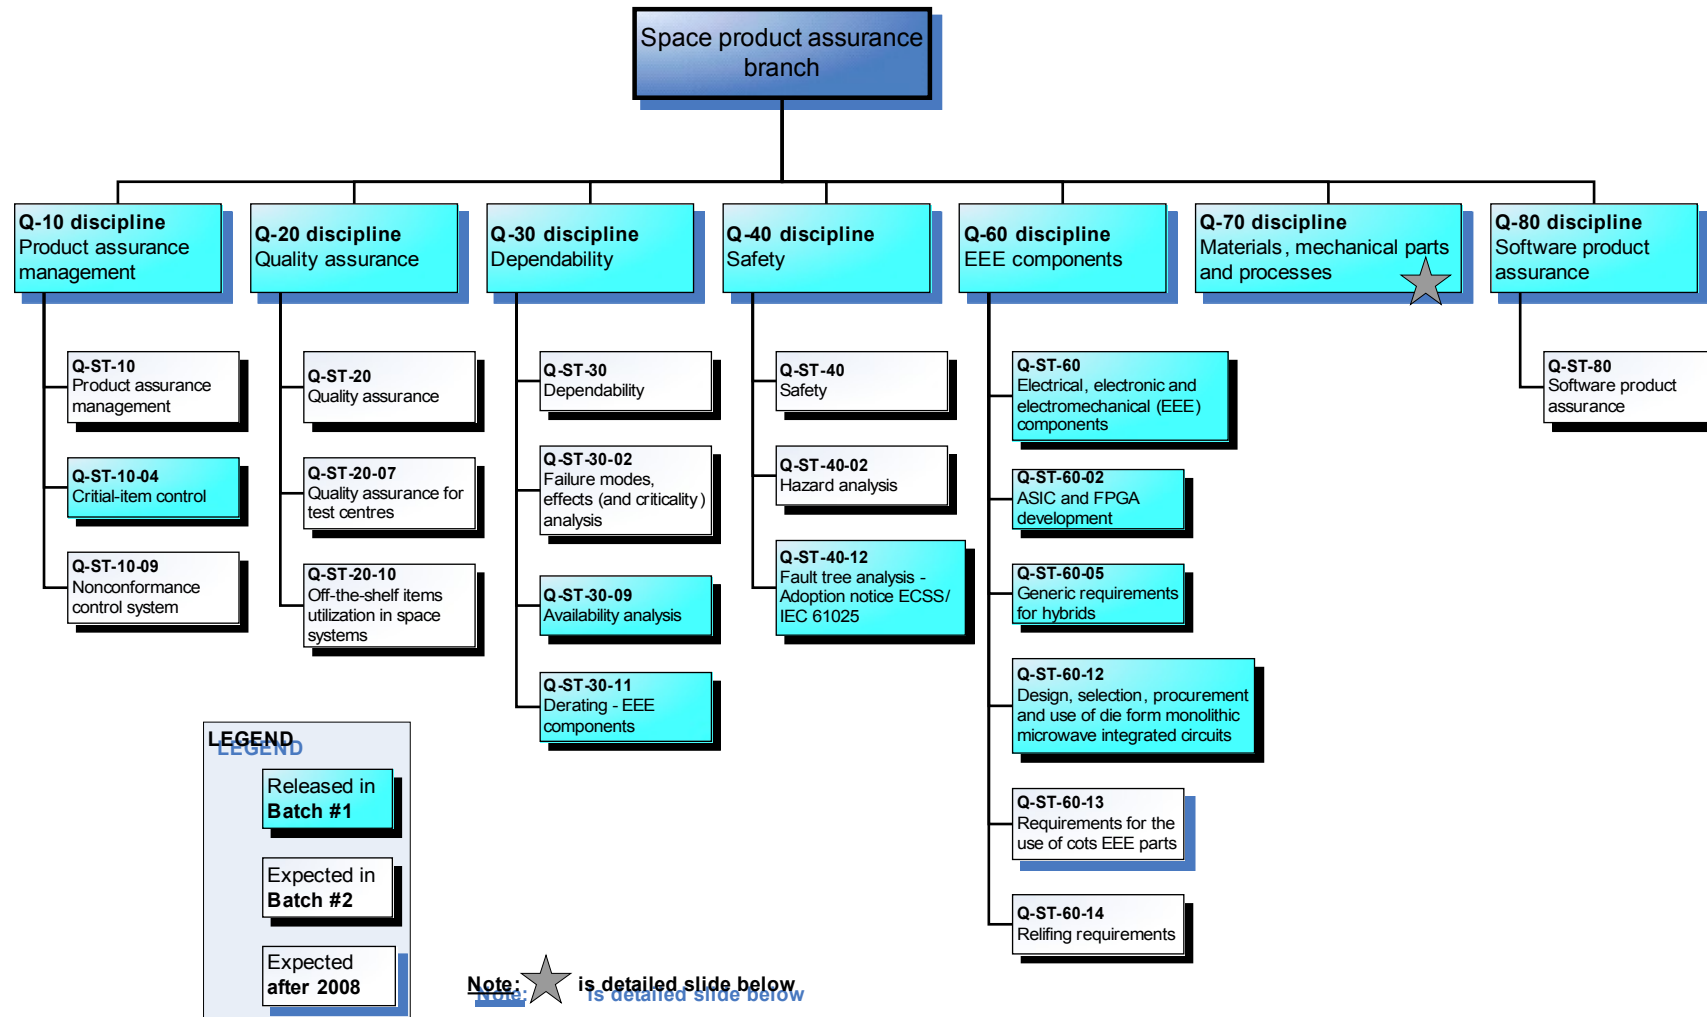 Space product assurance
branch
Q-10 discipline
Product assurance
management
Q-20 discipline
Quality assurance
Q-30 discipline
Dependability
Q-40 discipline
Safety
Q-60 discipline
EEE components
Q-70 discipline
Materials, mechanical parts
and processes
Q-80 discipline
Software product
assurance
Q-ST-10
Product assurance
management
Q-ST-10-04
Critial-item control
Q-ST-10-09
Nonconformance
control system
Q-ST-20
Quality assurance
Q-ST-20-07
Quality assurance for
test centres
Q-ST-20-10
Off-the-shelf items
utilization in space
systems
Q-ST-30
Dependability
Q-ST-30-02
Failure modes,
effects (and criticality)
analysis
Q-ST-30-09
Availability analysis
Q-ST-30-11
Derating - EEE
components
Q-ST-40
Safety
Q-ST-40-02
Hazard analysis
Q-ST-40-12
Fault tree analysis -
Adoption notice ECSS/
IEC 61025
Q-ST-60
Electrical, electronic and
electromechanical (EEE)
components
Q-ST-60-02
ASIC and FPGA
development
Q-ST-60-05
Generic requirements
for hybrids
Q-ST-60-12
Design, selection, procurement
and use of die form monolithic
microwave integrated circuits
Q-ST-60-13
Requirements for the
use of cots EEE parts
Q-ST-60-14
Relifing requirements
Q-ST-80
Software product
assurance
LEGEND
Released in
Batch #1
Expected in
Batch #2
Expected
after 2008
Note: is detailed slide below